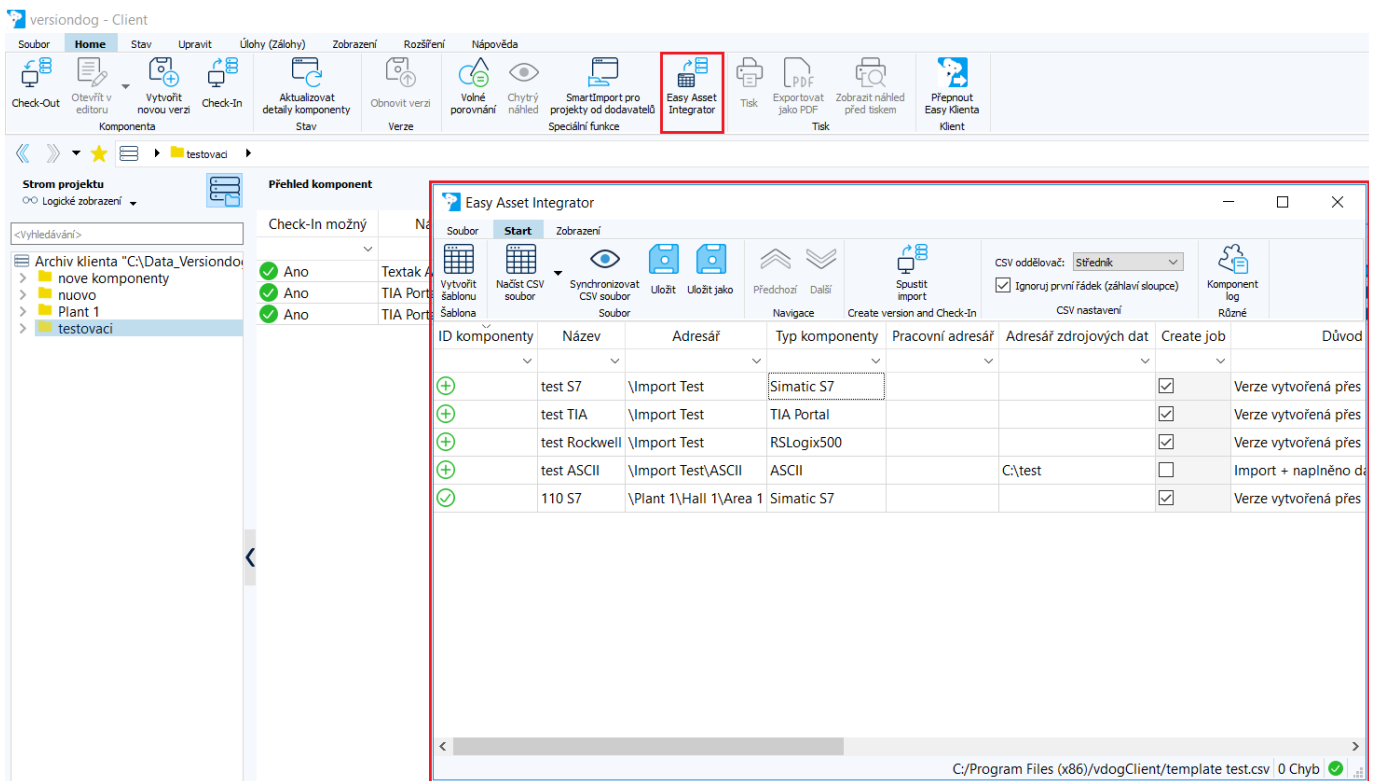 versiondog - Client
Soubor Home Stav Upravit Úlohy (Zálohy) Zobrazení Rozšíření Nápověda
Check-Out
Otevřít v editoru
Vytvořit novou verzi
Check-In
Aktualizovat detaily komponenty
Obnovit verzi
Volné porovnání
Chytrý náhled
SmartImport pro projekty od dodavatelů
Easy Asset Integrator
Tisk
Exportovat jako PDF
Zobrazit náhled před tiskem
Přepnout Easy Klienta
Komponenta Stav Verze Speciální funkce Tisk Klient
testovaci
Strom projektu
Logické zobrazení
<Vyhledávání>
Archiv klienta "C:\Data_Versiondo
nove komponenty
nuovo
Plant 1
testovaci
Přehled komponent
Check-In možný Ná
Ano Textak A
Ano TIA Port
Ano TIA Port
Easy Asset Integrator
Soubor Start Zobrazení
Vytvořit šablonu
Načíst CSV soubor
Synchronizovat CSV soubor
Uložit
Uložit jako
Předchozí
Další
Spustit import
CSV oddělovač: Středník
Ignoruj první řádek (záhlaví sloupce)
Komponent log
Šablona Soubor Navigace Create version and Check-In CSV nastavení Různé
ID komponenty Název Adresář Typ komponenty Pracovní adresář Adresář zdrojových dat Create job Důvod
test S7 \Import Test Simatic S7 Verze vytvořená přes
test TIA \Import Test TIA Portal Verze vytvořená přes
test Rockwell \Import Test RSLogix500 Verze vytvořená přes
test ASCII \Import Test\ASCII ASCII C:\test Import + naplněno da
110 S7 \Plant 1\Hall 1\Area 1 Simatic S7 Verze vytvořená přes
C:/Program Files (x86)/vdogClient/template test.csv 0 Chyb